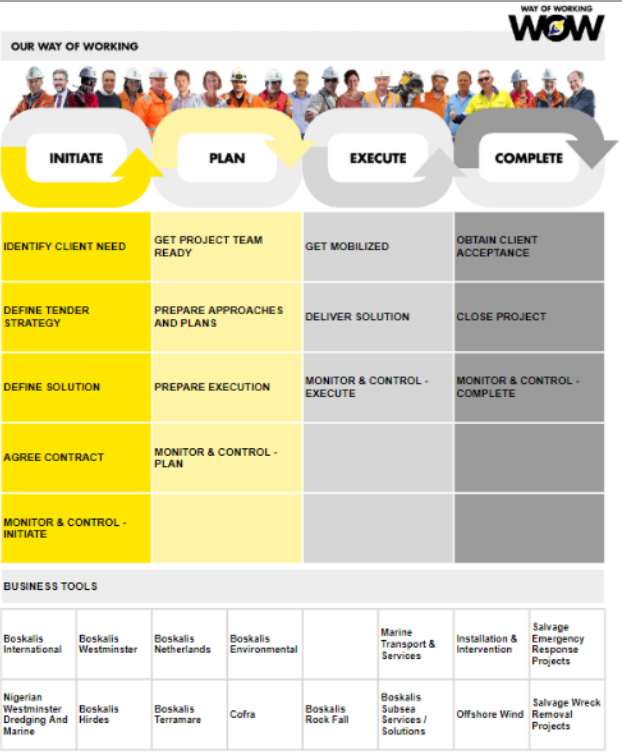 WAY OF WORKING
WOW
OUR WAY OF WORKING
INITIATE
PLAN
EXECUTE
COMPLETE
IDENTIFY CLIENT NEED
GET PROJECT TEAM
READY
GET MOBILIZED
OBTAIN CLIENT
ACCEPTANCE
DEFINE TENDER
STRATEGY
PREPARE APPROACHES
AND PLANS
DELIVER SOLUTION
CLOSE PROJECT
DEFINE SOLUTION
PREPARE EXECUTION
MONITOR & CONTROL -
EXECUTE
MONITOR & CONTROL -
COMPLETE
AGREE CONTRACT
MONITOR & CONTROL -
PLAN
MONITOR & CONTROL -
INITIATE
BUSINESS TOOLS
Boskalis
International
Boskalis
Westminster
Boskalis
Netherlands
Boskalis
Environmental
Marine
Transport &
Services
Installation &
Intervention
Salvage
Emergency
Response
Projects
Nigerian
Westminster
Dredging And
Marine
Boskalis
Hirdes
Boskalis
Terramare
Cofra
Boskalis
Rock Fall
Boskalis
Subsea
Services /
Solutions
Offshore Wind
Salvage Wreck
Removal
Projects